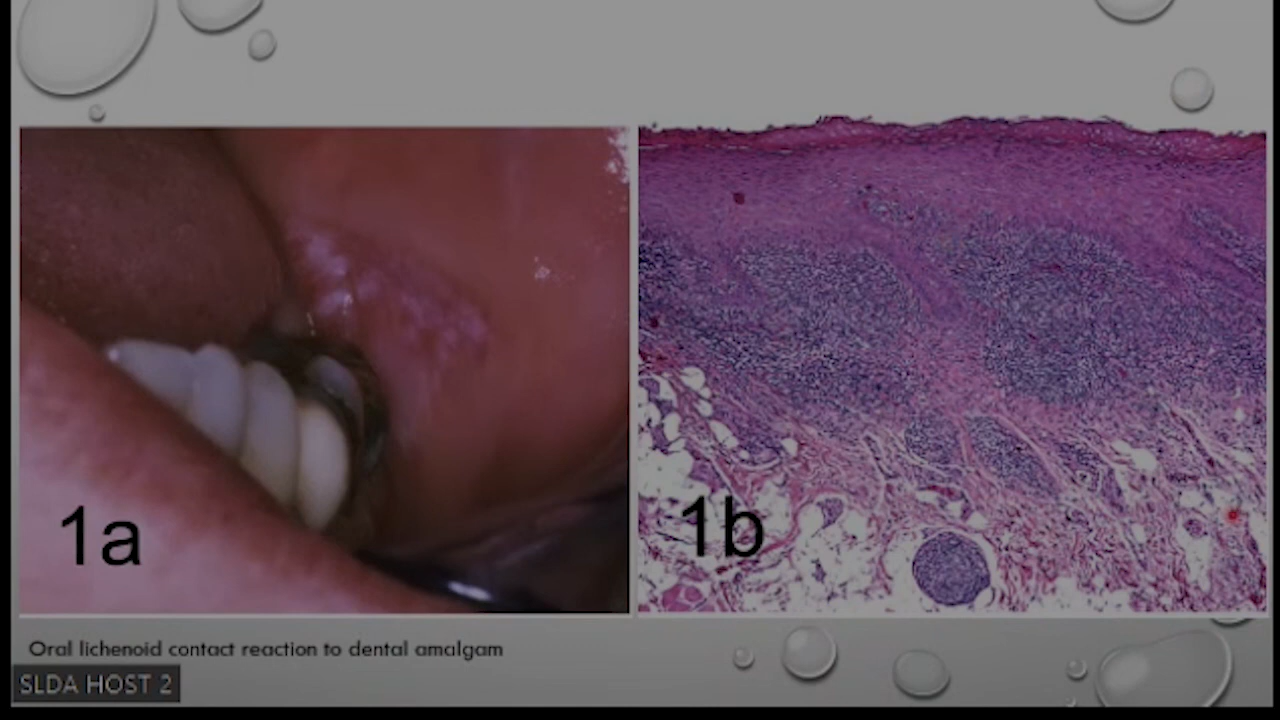 1a
1b
Oral lichenoid contact reaction to dental amalgam
SLDA HOST 2